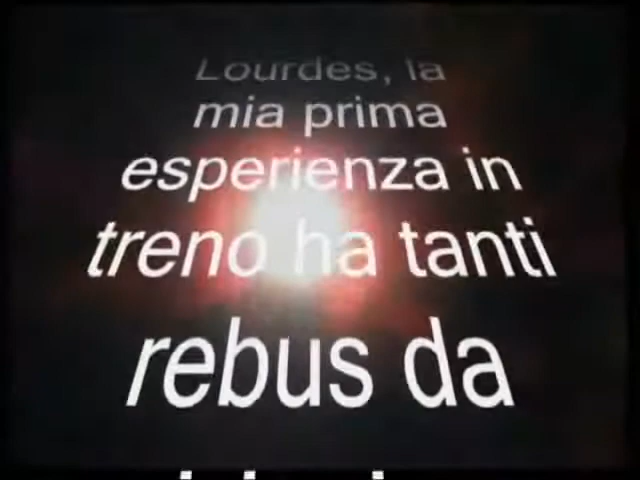 Lourdes, la
mia prima
esperienza in
treno ha tanti
rebus da